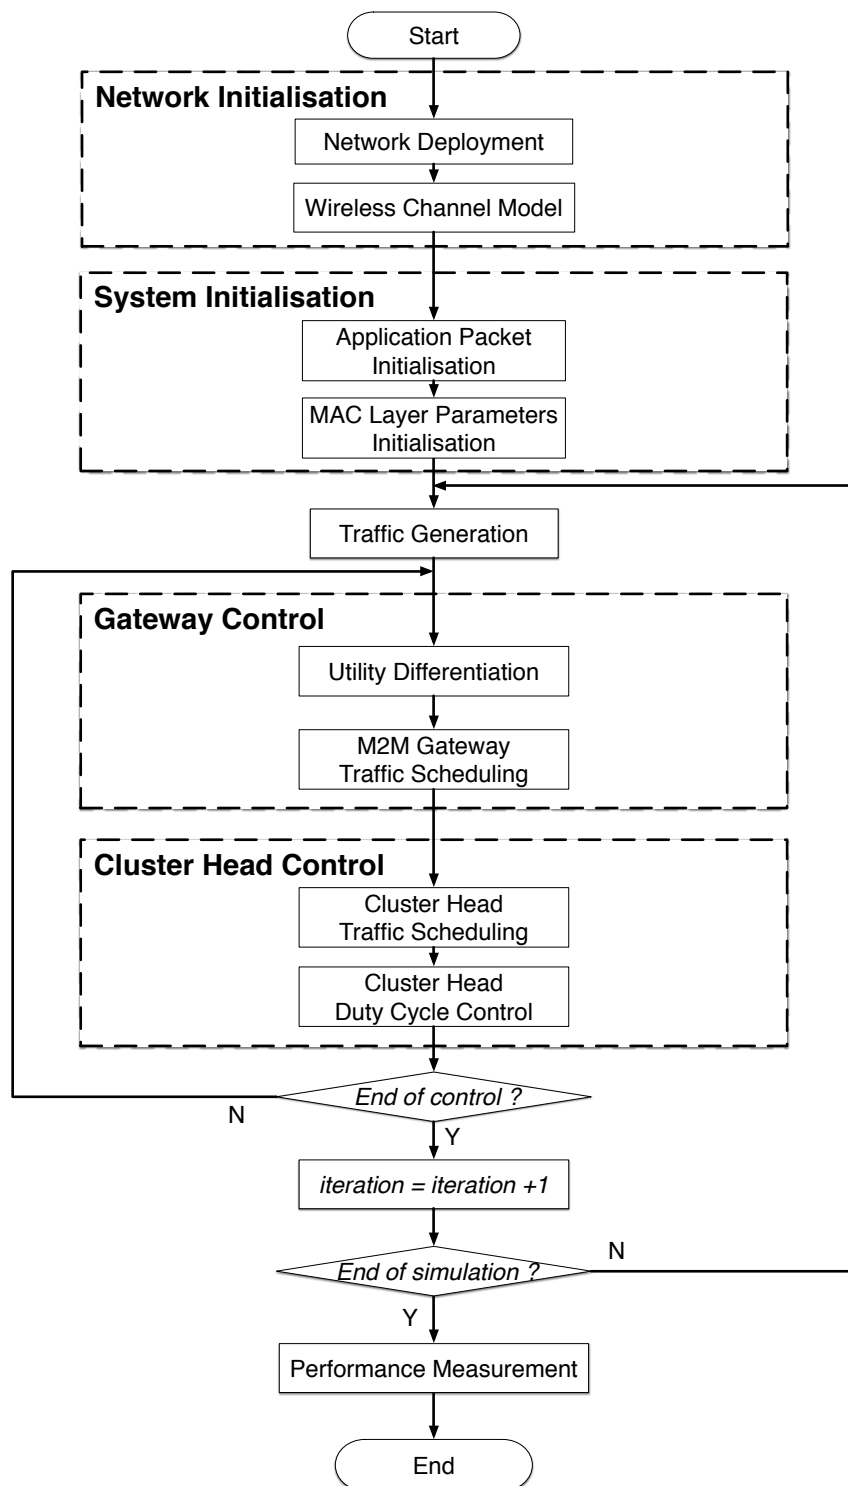 Start
Network Initialisation
Network Deployment
Wireless Channel Model
System Initialisation
Application Packet
Initialisation
MAC Layer Parameters
Initialisation
Traffic Generation
Gateway Control
Utility Differentiation
M2M Gateway
Traffic Scheduling
Cluster Head Control
Cluster Head
Traffic Scheduling
Cluster Head
Duty Cycle Control
End of control ?
N
Y
iteration = iteration +1
End of simulation ?
N
Y
Performance Measurement
End